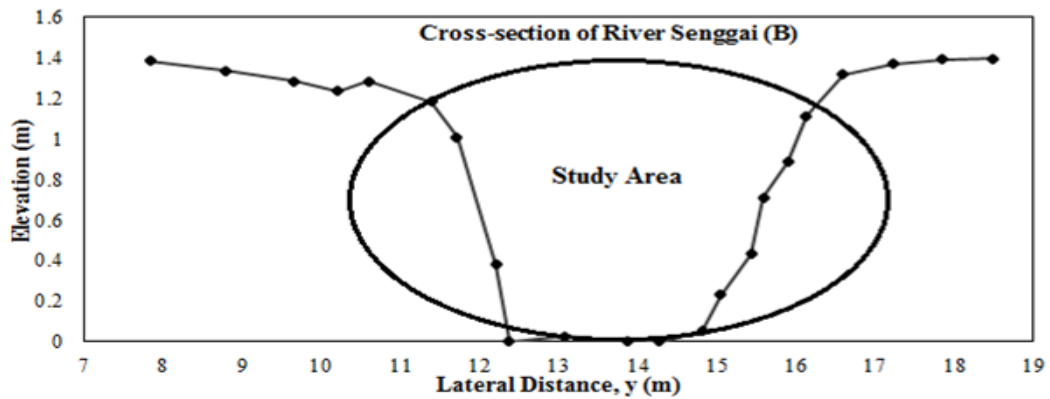 Cross-section of River Senggai (B)
Study Area
Elevation (m)
1.6
1.4
1.2
1
0.8
0.6
0.4
0.2
0
7 8 9 10 11 12 13 14 15 16 17 18 19
Lateral Distance, y (m)